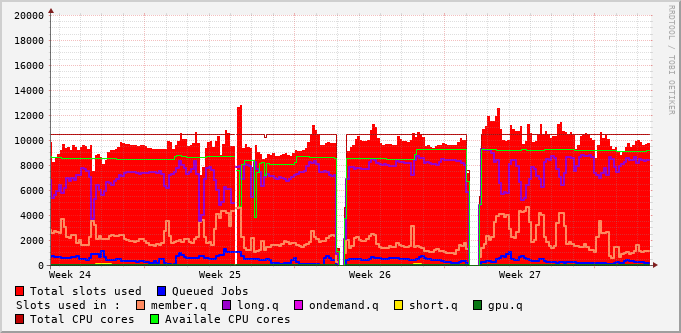 20000
18000
16000
14000
12000
10000
8000
6000
4000
2000
0
Week 24 Week 25 Week 26 Week 27
Total slots used Queued Jobs
Slots used in : member.q long.q ondemand.q short.q gpu.q
Total CPU cores Availale CPU cores
RRDTOOL / TOBI OETIKER